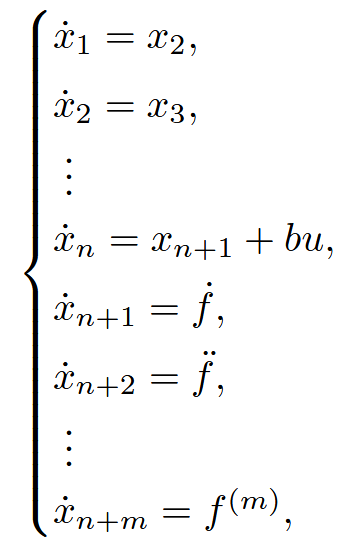 ẋ₁ = x₂,
ẋ₂ = x₃,
⋮
ẋₙ = xₙ₊₁ + bu,
ẋₙ₊₁ = ḟ,
ẋₙ₊₂ = f̈,
⋮
ẋₙ₊ₘ = f⁽ᵐ⁾,